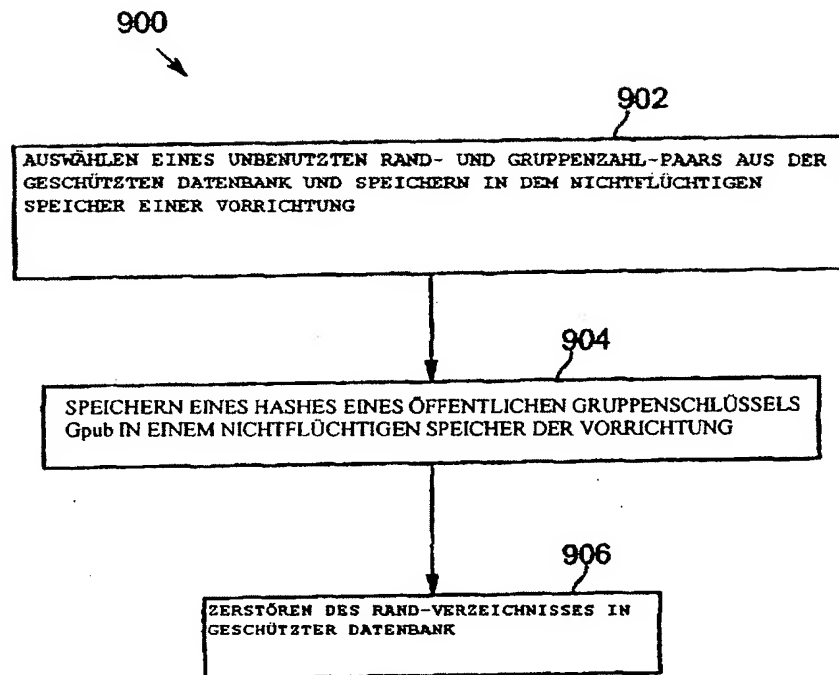 900
902
AUSWÄHLEN EINES UNBENUTZTEN RAND- UND GRUPPENZAHL-PAARS AUS DER
GESCHÜTZTEN DATENBANK UND SPEICHERN IN DEM NICHTFLÜCHTIGEN
SPEICHER EINER VORRICHTUNG
904
SPEICHERN EINES HASHES EINES ÖFFENTLICHEN GRUPPENSCHLÜSSELS
Gpub IN EINEM NICHTFLÜCHTIGEN SPEICHER DER VORRICHTUNG
906
ZERSTÖREN DES RAND-VERZEICHNISSES IN
GESCHÜTZTER DATENBANK